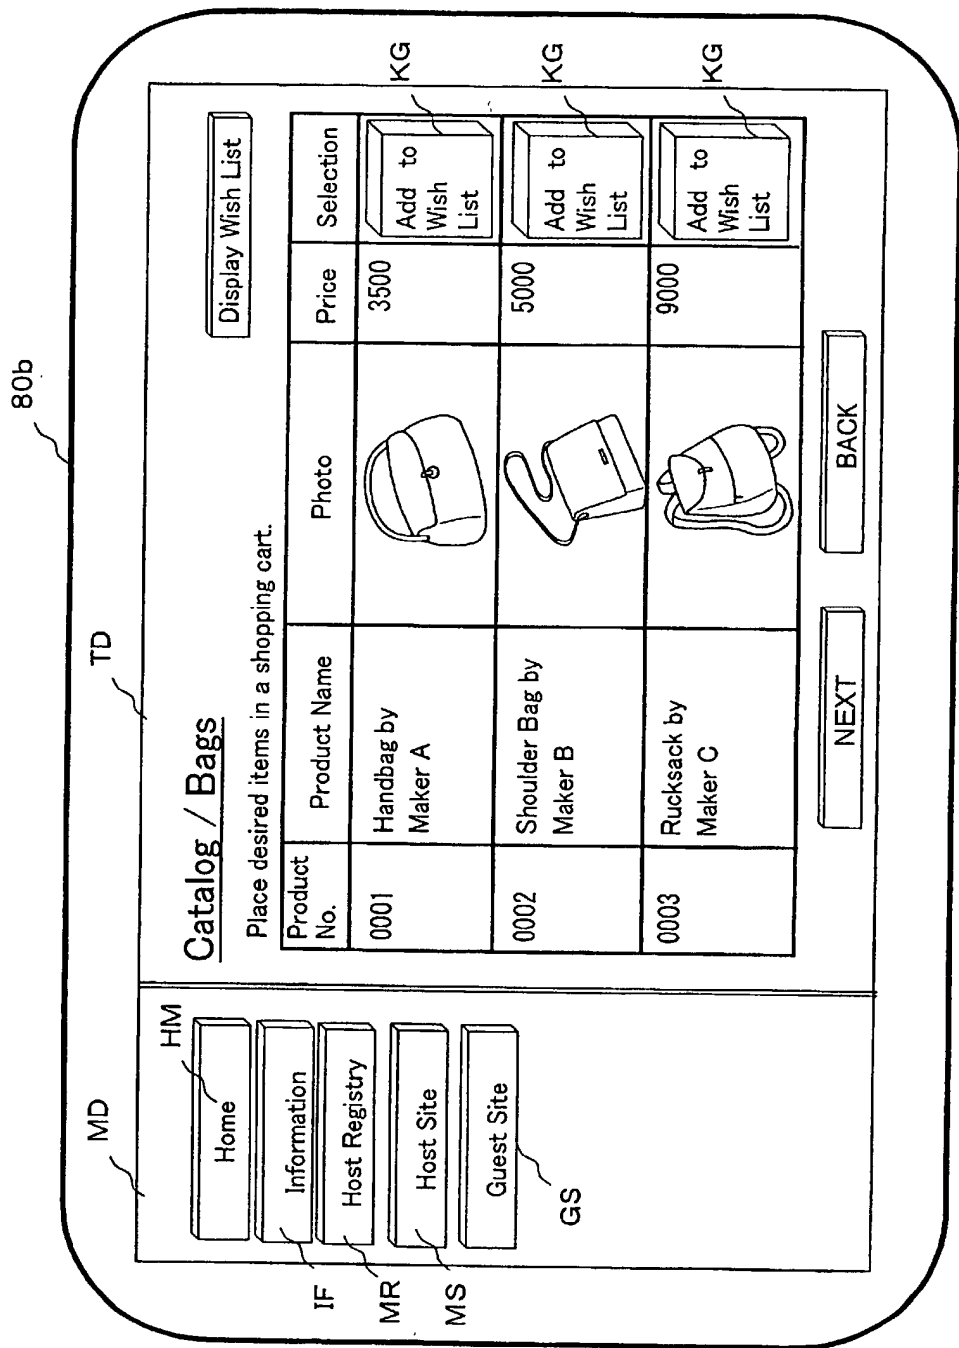 80b
MD
TD
HM
Home
Information
IF
Host Registry
MR
Host Site
MS
Guest Site
GS
Catalog / Bags
Display Wish List
Place desired items in a shopping cart.
Product
No.
Product Name
Photo
Price
Selection
0001
Handbag by
Maker A
3500
Add to
Wish
List
KG
0002
Shoulder Bag by
Maker B
5000
Add to
Wish
List
KG
0003
Rucksack by
Maker C
9000
Add to
Wish
List
KG
NEXT
BACK